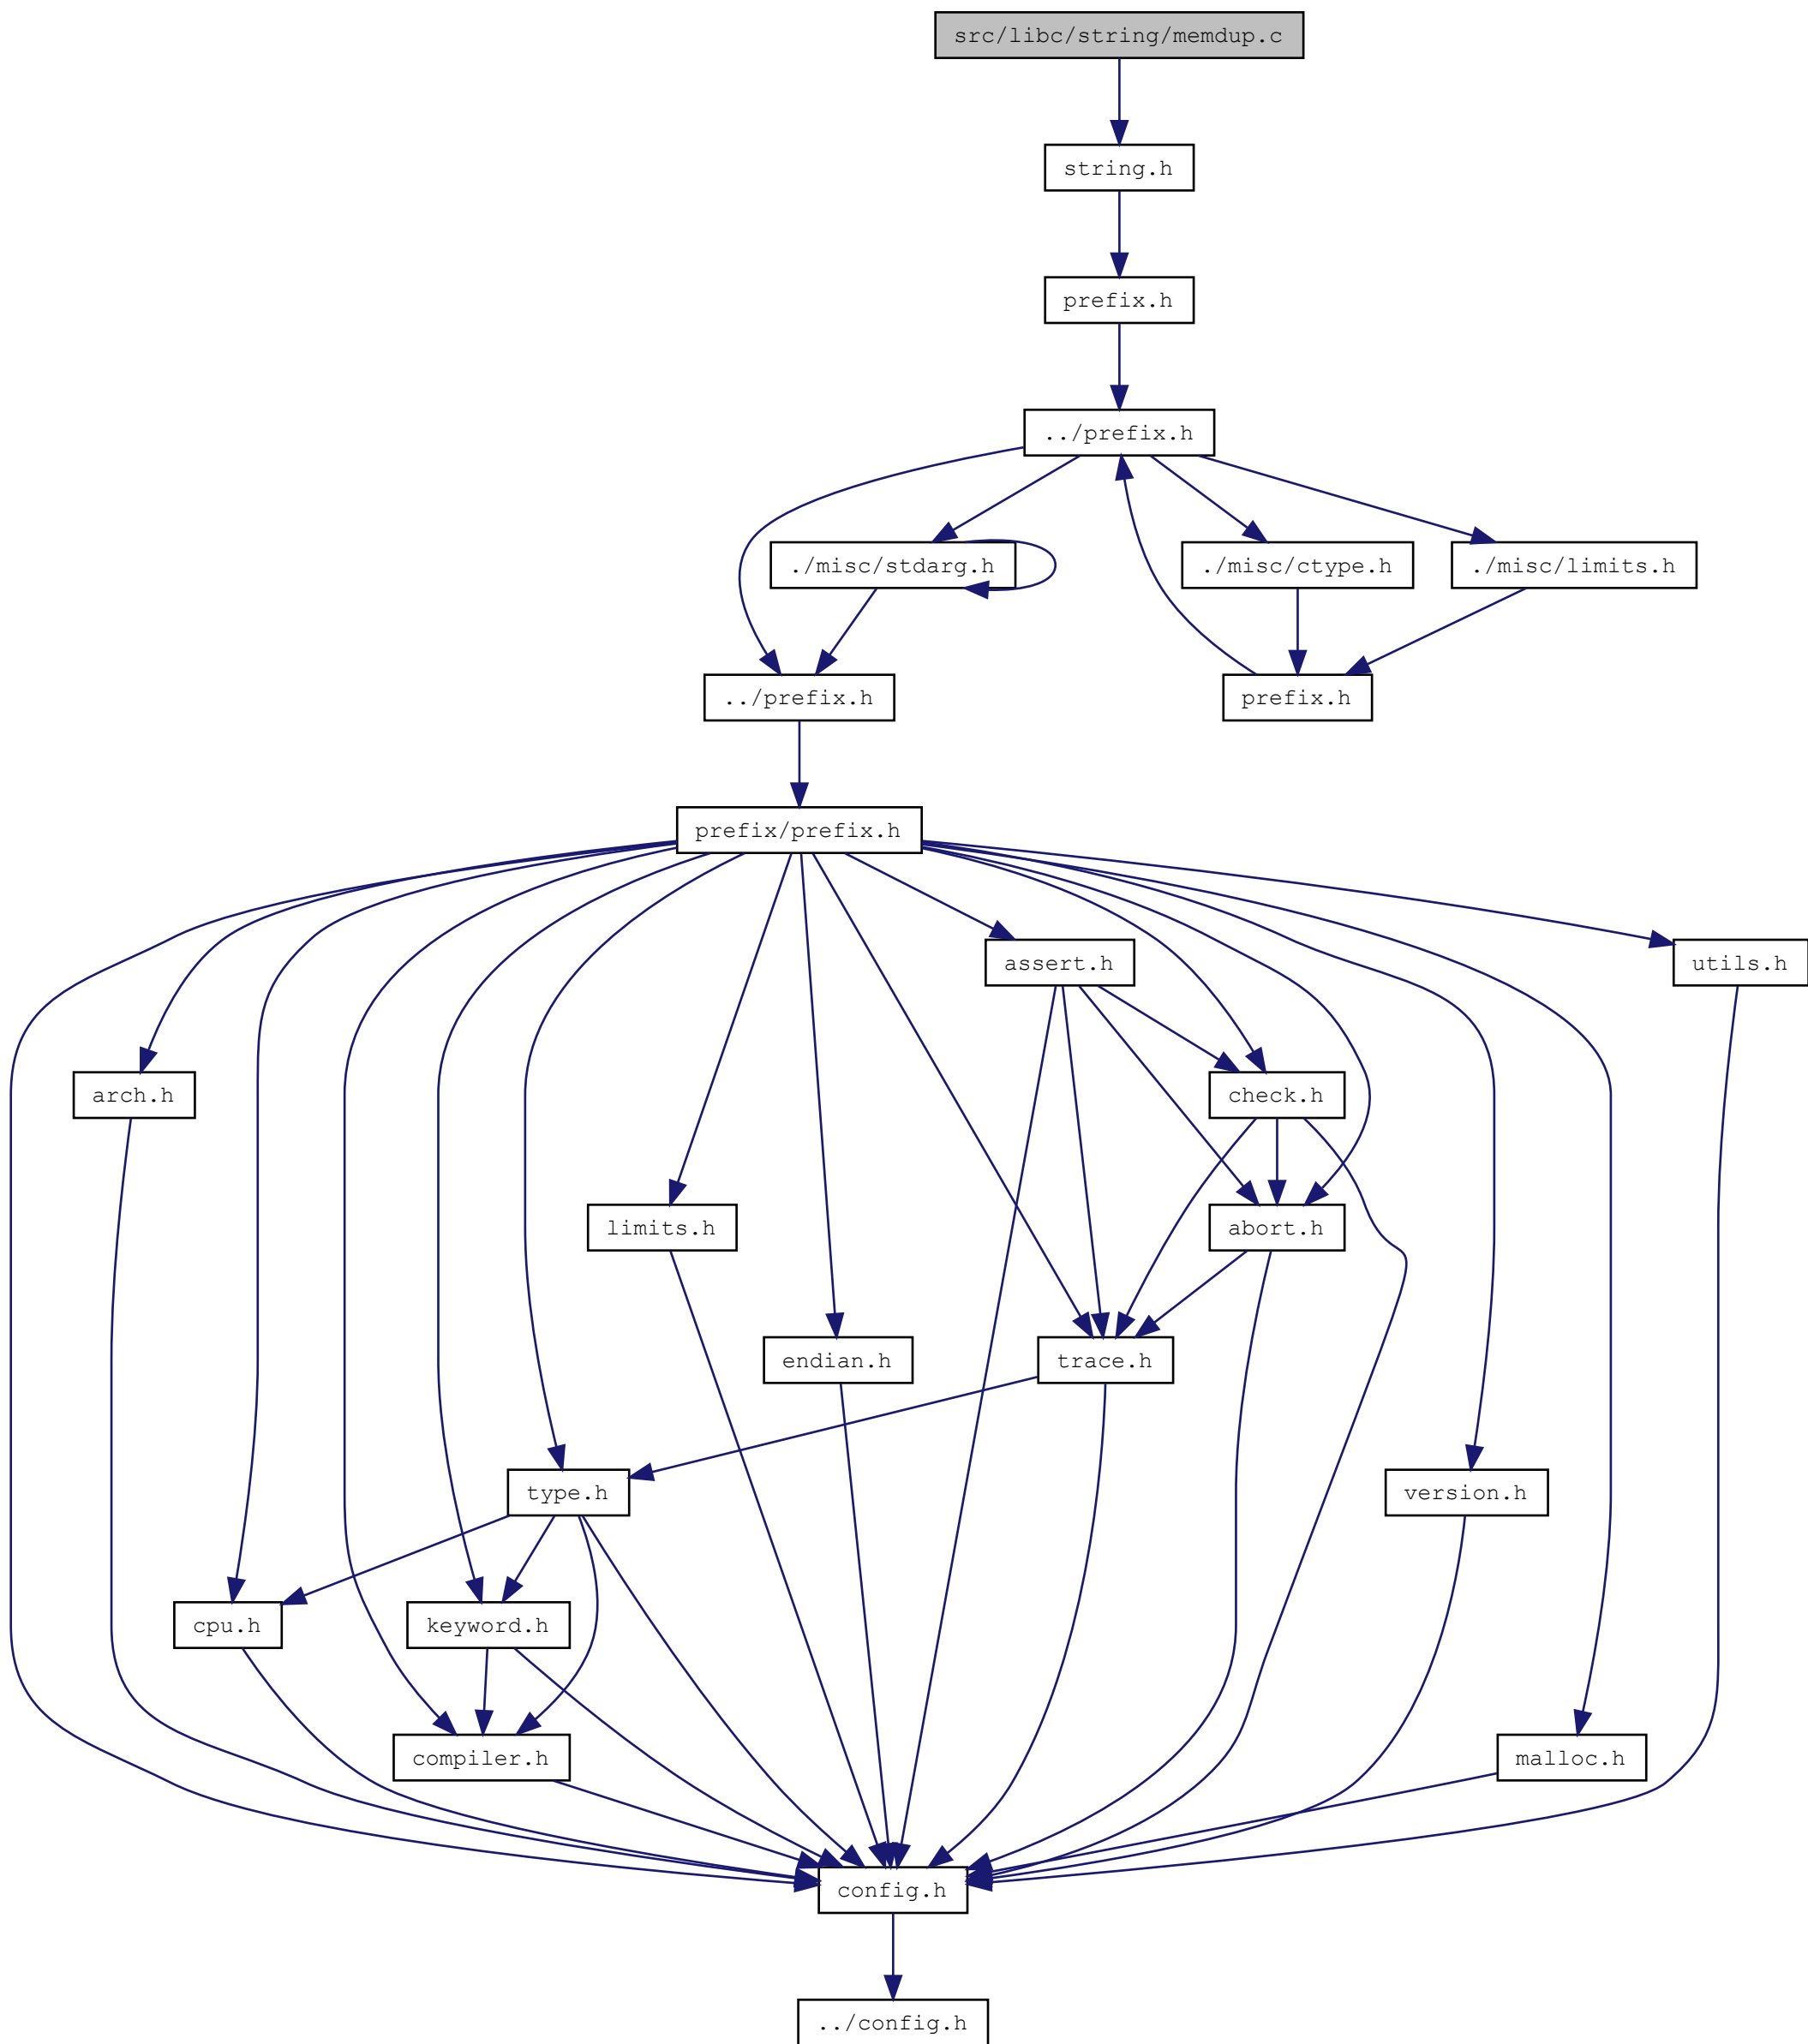 src/libc/string/memdup.c
string.h
prefix.h
../prefix.h
./misc/stdarg.h
./misc/ctype.h
./misc/limits.h
../prefix.h
prefix.h
prefix/prefix.h
assert.h
utils.h
arch.h
check.h
limits.h
abort.h
endian.h
trace.h
type.h
version.h
cpu.h
keyword.h
compiler.h
malloc.h
config.h
../config.h